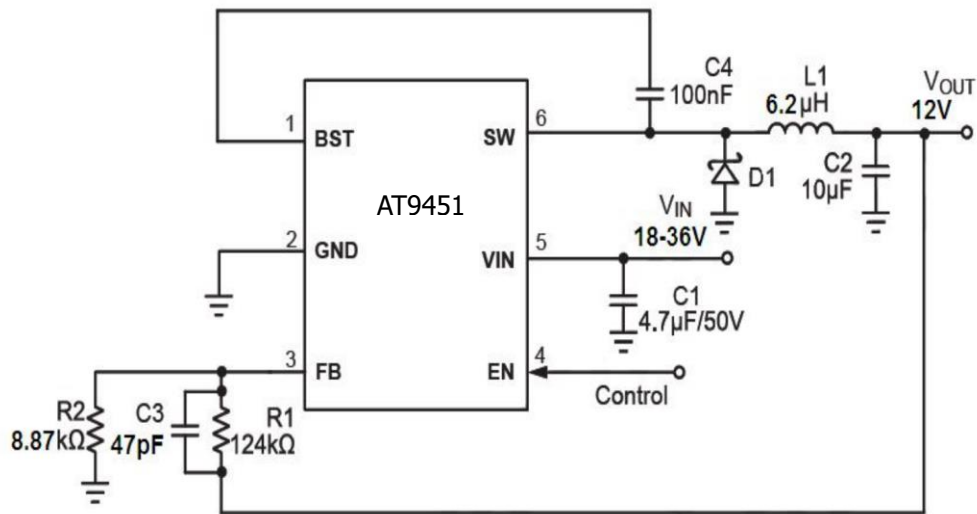 C4
100nF
L1
6.2µH
VOUT
12V
1
BST
6
SW
C2
10µF
D1
AT9451
VIN
18-36V
2
GND
5
VIN
C1
4.7µF/50V
3
FB
4
EN
Control
R2
8.87kΩ
C3
47pF
R1
124kΩ